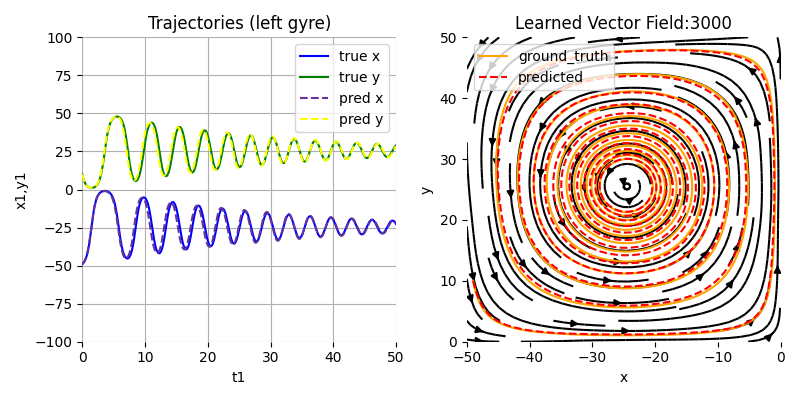 Trajectories (left gyre)
100
75
50
25
0
−25
−50
−75
−100
x1,y1
true x
true y
pred x
pred y
0
10
20
30
40
50
t1
Learned Vector Field:3000
50
40
30
20
10
0
y
ground_truth
predicted
−50
−40
−30
−20
−10
0
x